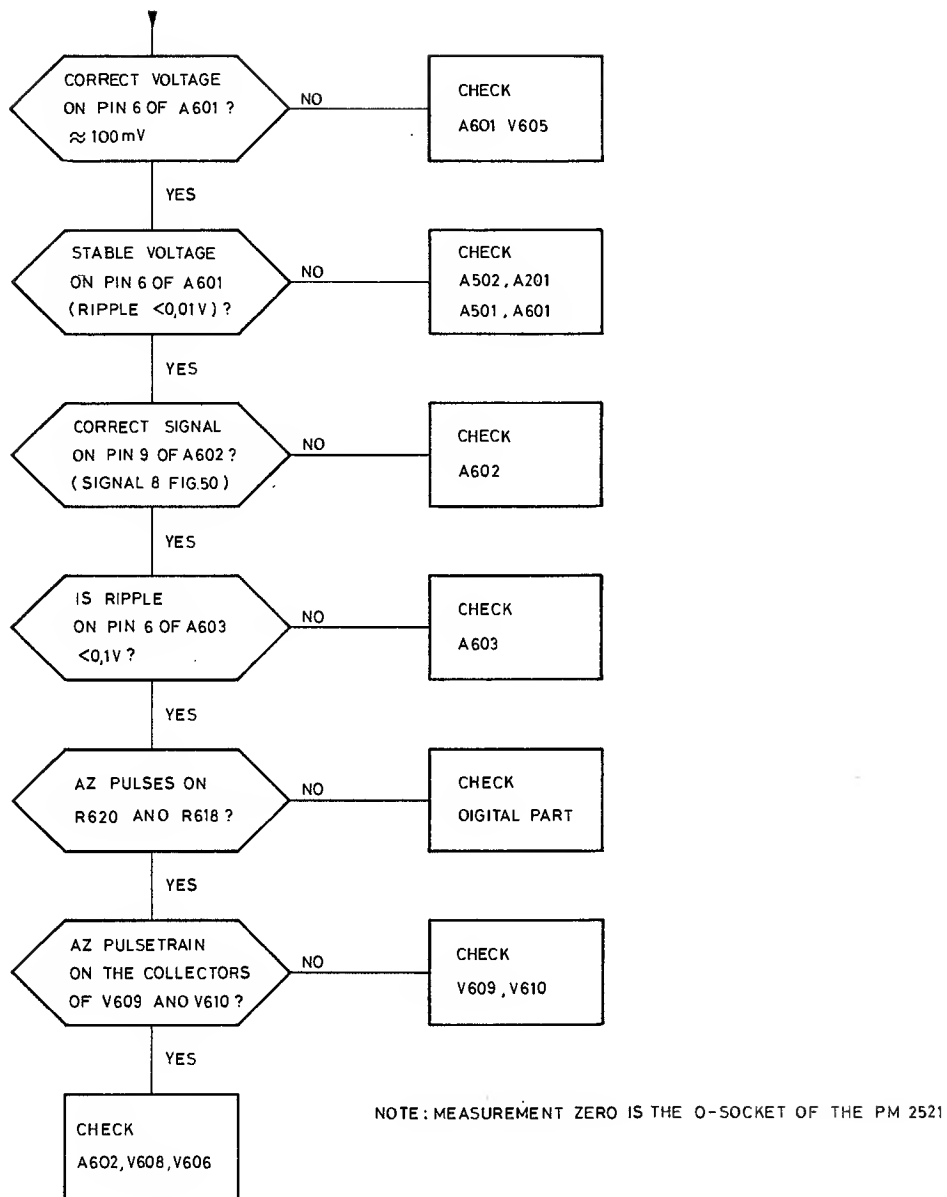 CORRECT VOLTAGE
ON PIN 6 OF A601 ?
≈ 100mV
NO
CHECK
A601 V605
YES
STABLE VOLTAGE
ON PIN 6 OF A601
(RIPPLE <0,01V) ?
NO
CHECK
A502, A201
A501, A601
YES
CORRECT SIGNAL
ON PIN 9 OF A602 ?
(SIGNAL 8 FIG.50)
NO
CHECK
A602
YES
IS RIPPLE
ON PIN 6 OF A603
<0,1V ?
NO
CHECK
A603
YES
AZ PULSES ON
R620 AND R618 ?
NO
CHECK
OIGITAL PART
YES
AZ PULSETRAIN
ON THE COLLECTORS
OF V609 AND V610 ?
NO
CHECK
V609, V610
YES
CHECK
A602, V608, V606
NOTE: MEASUREMENT ZERO IS THE O-SOCKET OF THE PM 2521